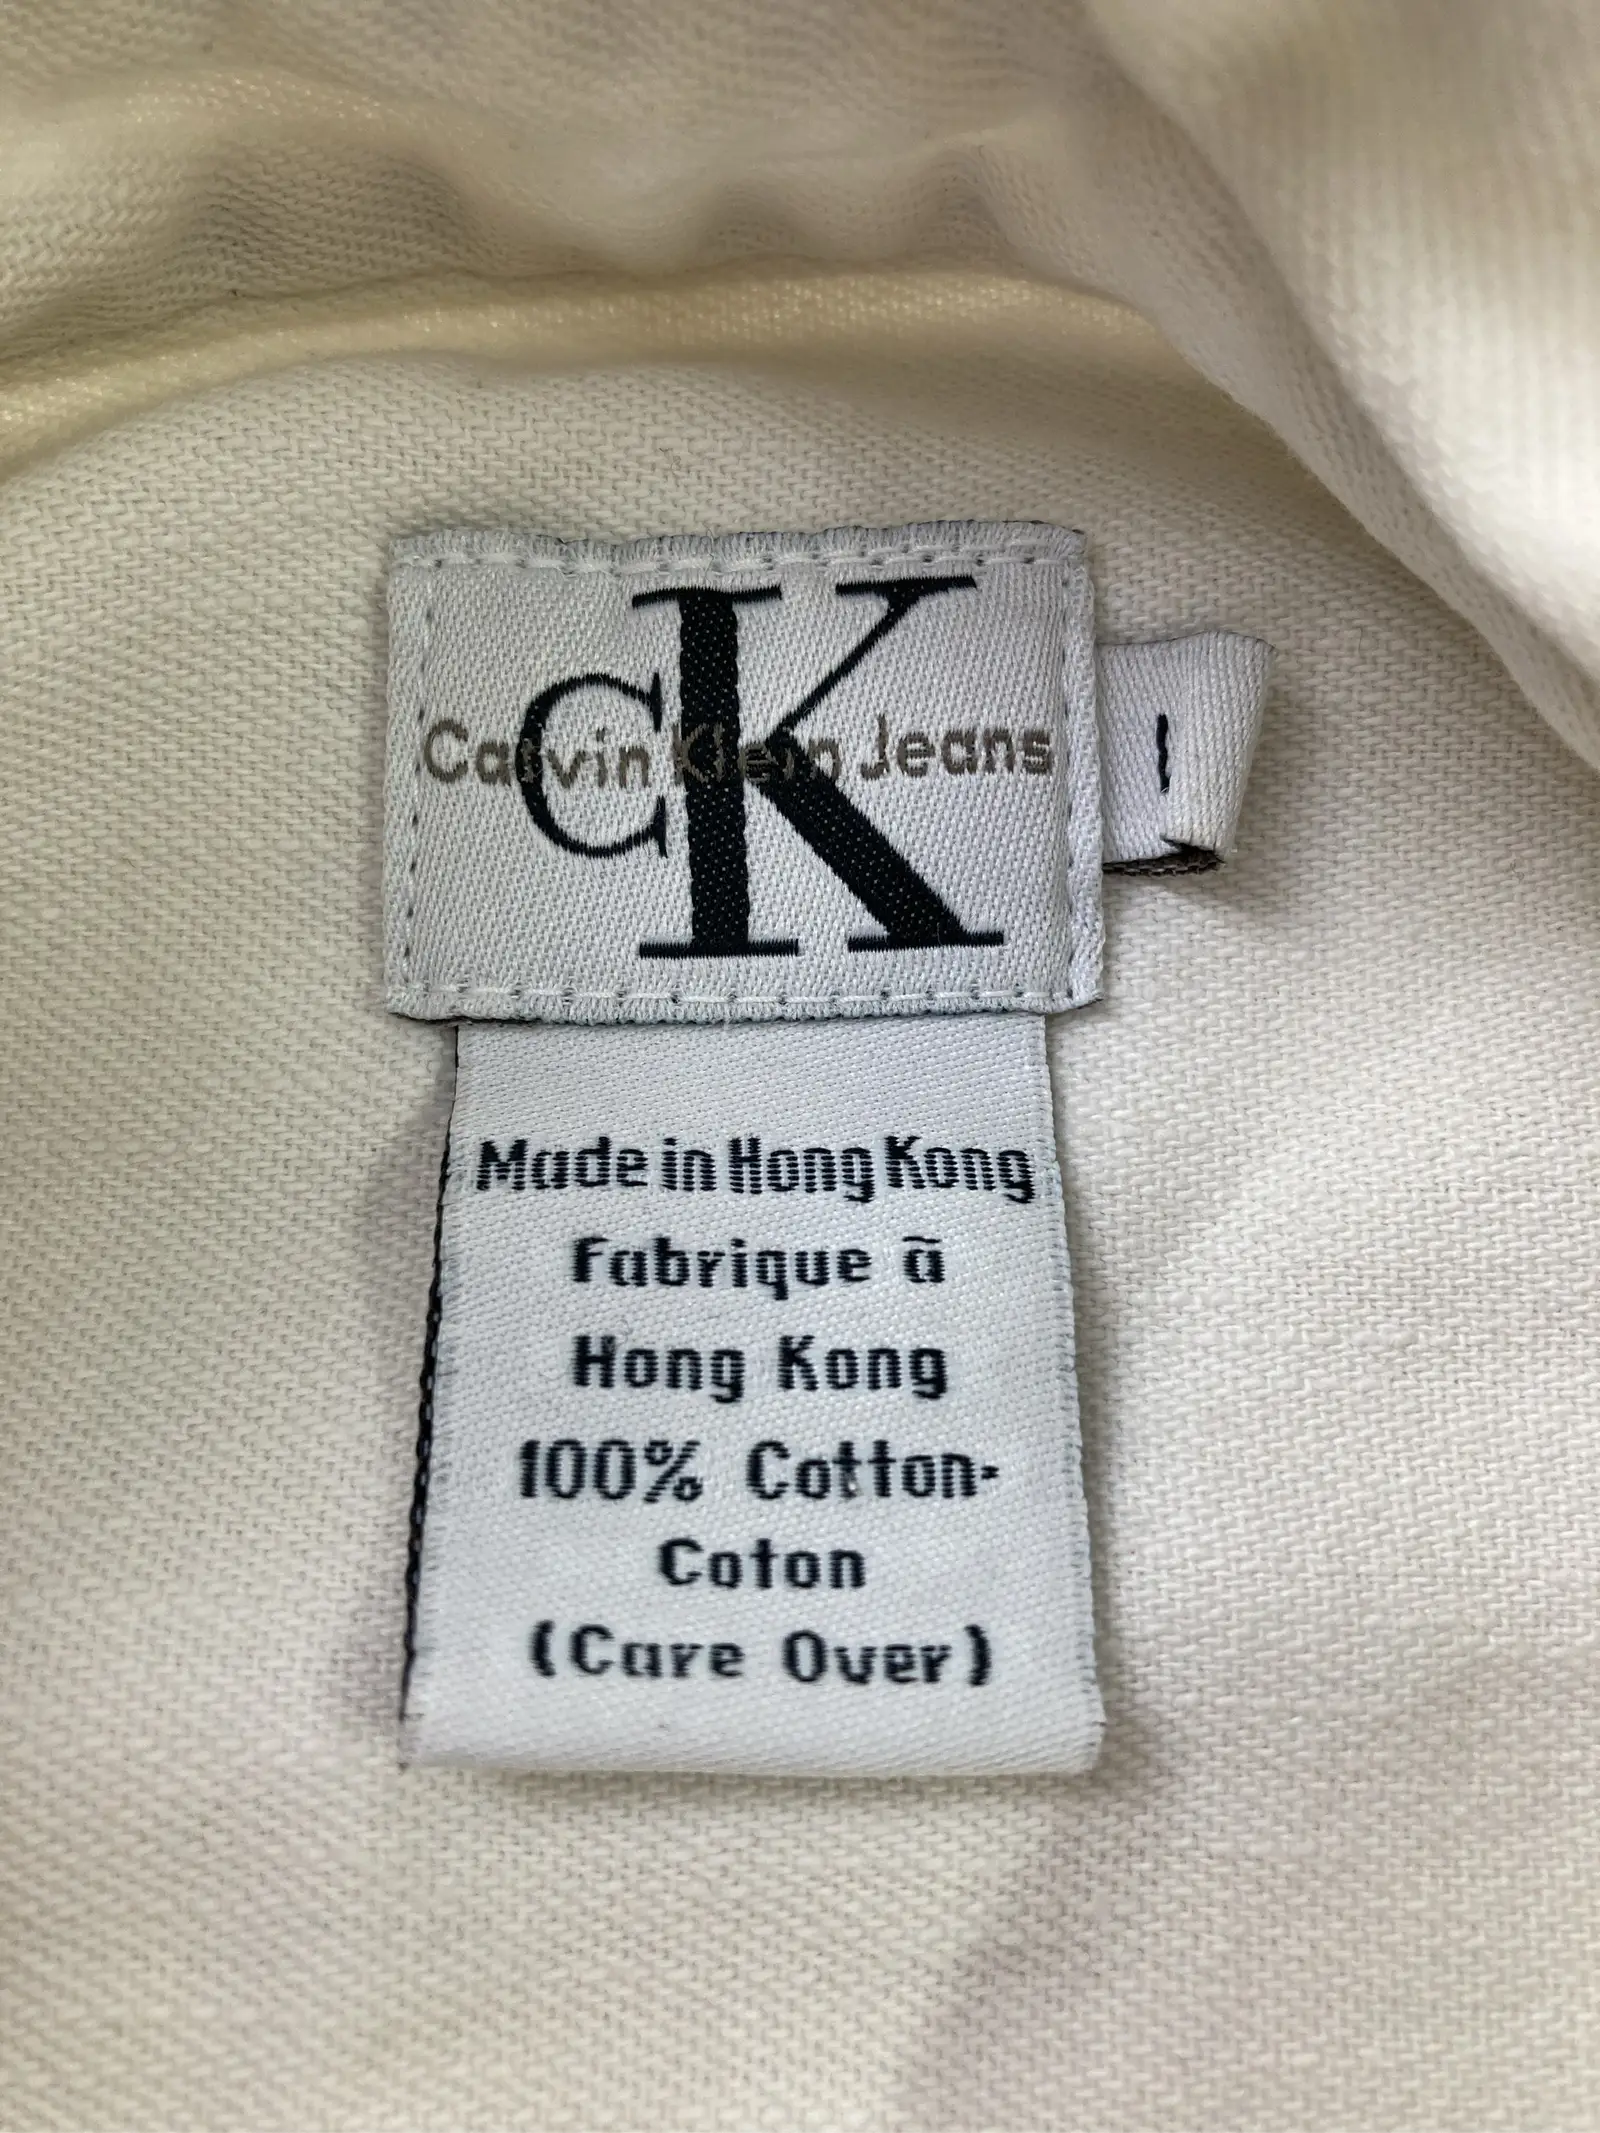 CK
Calvin Klein Jeans
Made in Hong Kong
Fabrique ã
Hong Kong
100% Cotton-
Coton
(Care Over)